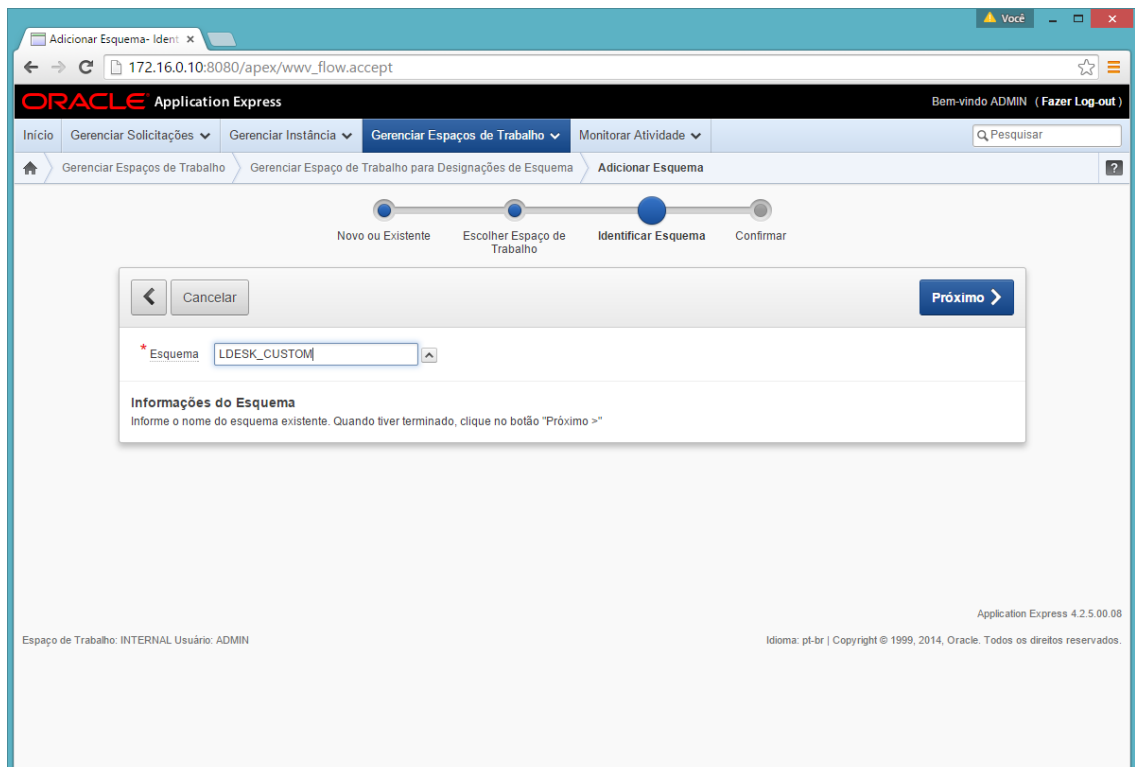 Você
Adicionar Esquema- Ident
172.16.0.10:8080/apex/wwv_flow.accept
ORACLE Application Express
Bem-vindo ADMIN ( Fazer Log-out )
Início Gerenciar Solicitações Gerenciar Instância Gerenciar Espaços de Trabalho Monitorar Atividade Pesquisar
Gerenciar Espaços de Trabalho Gerenciar Espaço de Trabalho para Designações de Esquema Adicionar Esquema ?
Novo ou Existente Escolher Espaço de Trabalho Identificar Esquema Confirmar
Cancelar Próximo
* Esquema LDESK_CUSTOM
Informações do Esquema
Informe o nome do esquema existente. Quando tiver terminado, clique no botão "Próximo >"
Application Express 4.2.5.00.08
Espaço de Trabalho: INTERNAL Usuário: ADMIN Idioma: pt-br | Copyright © 1999, 2014, Oracle. Todos os direitos reservados.